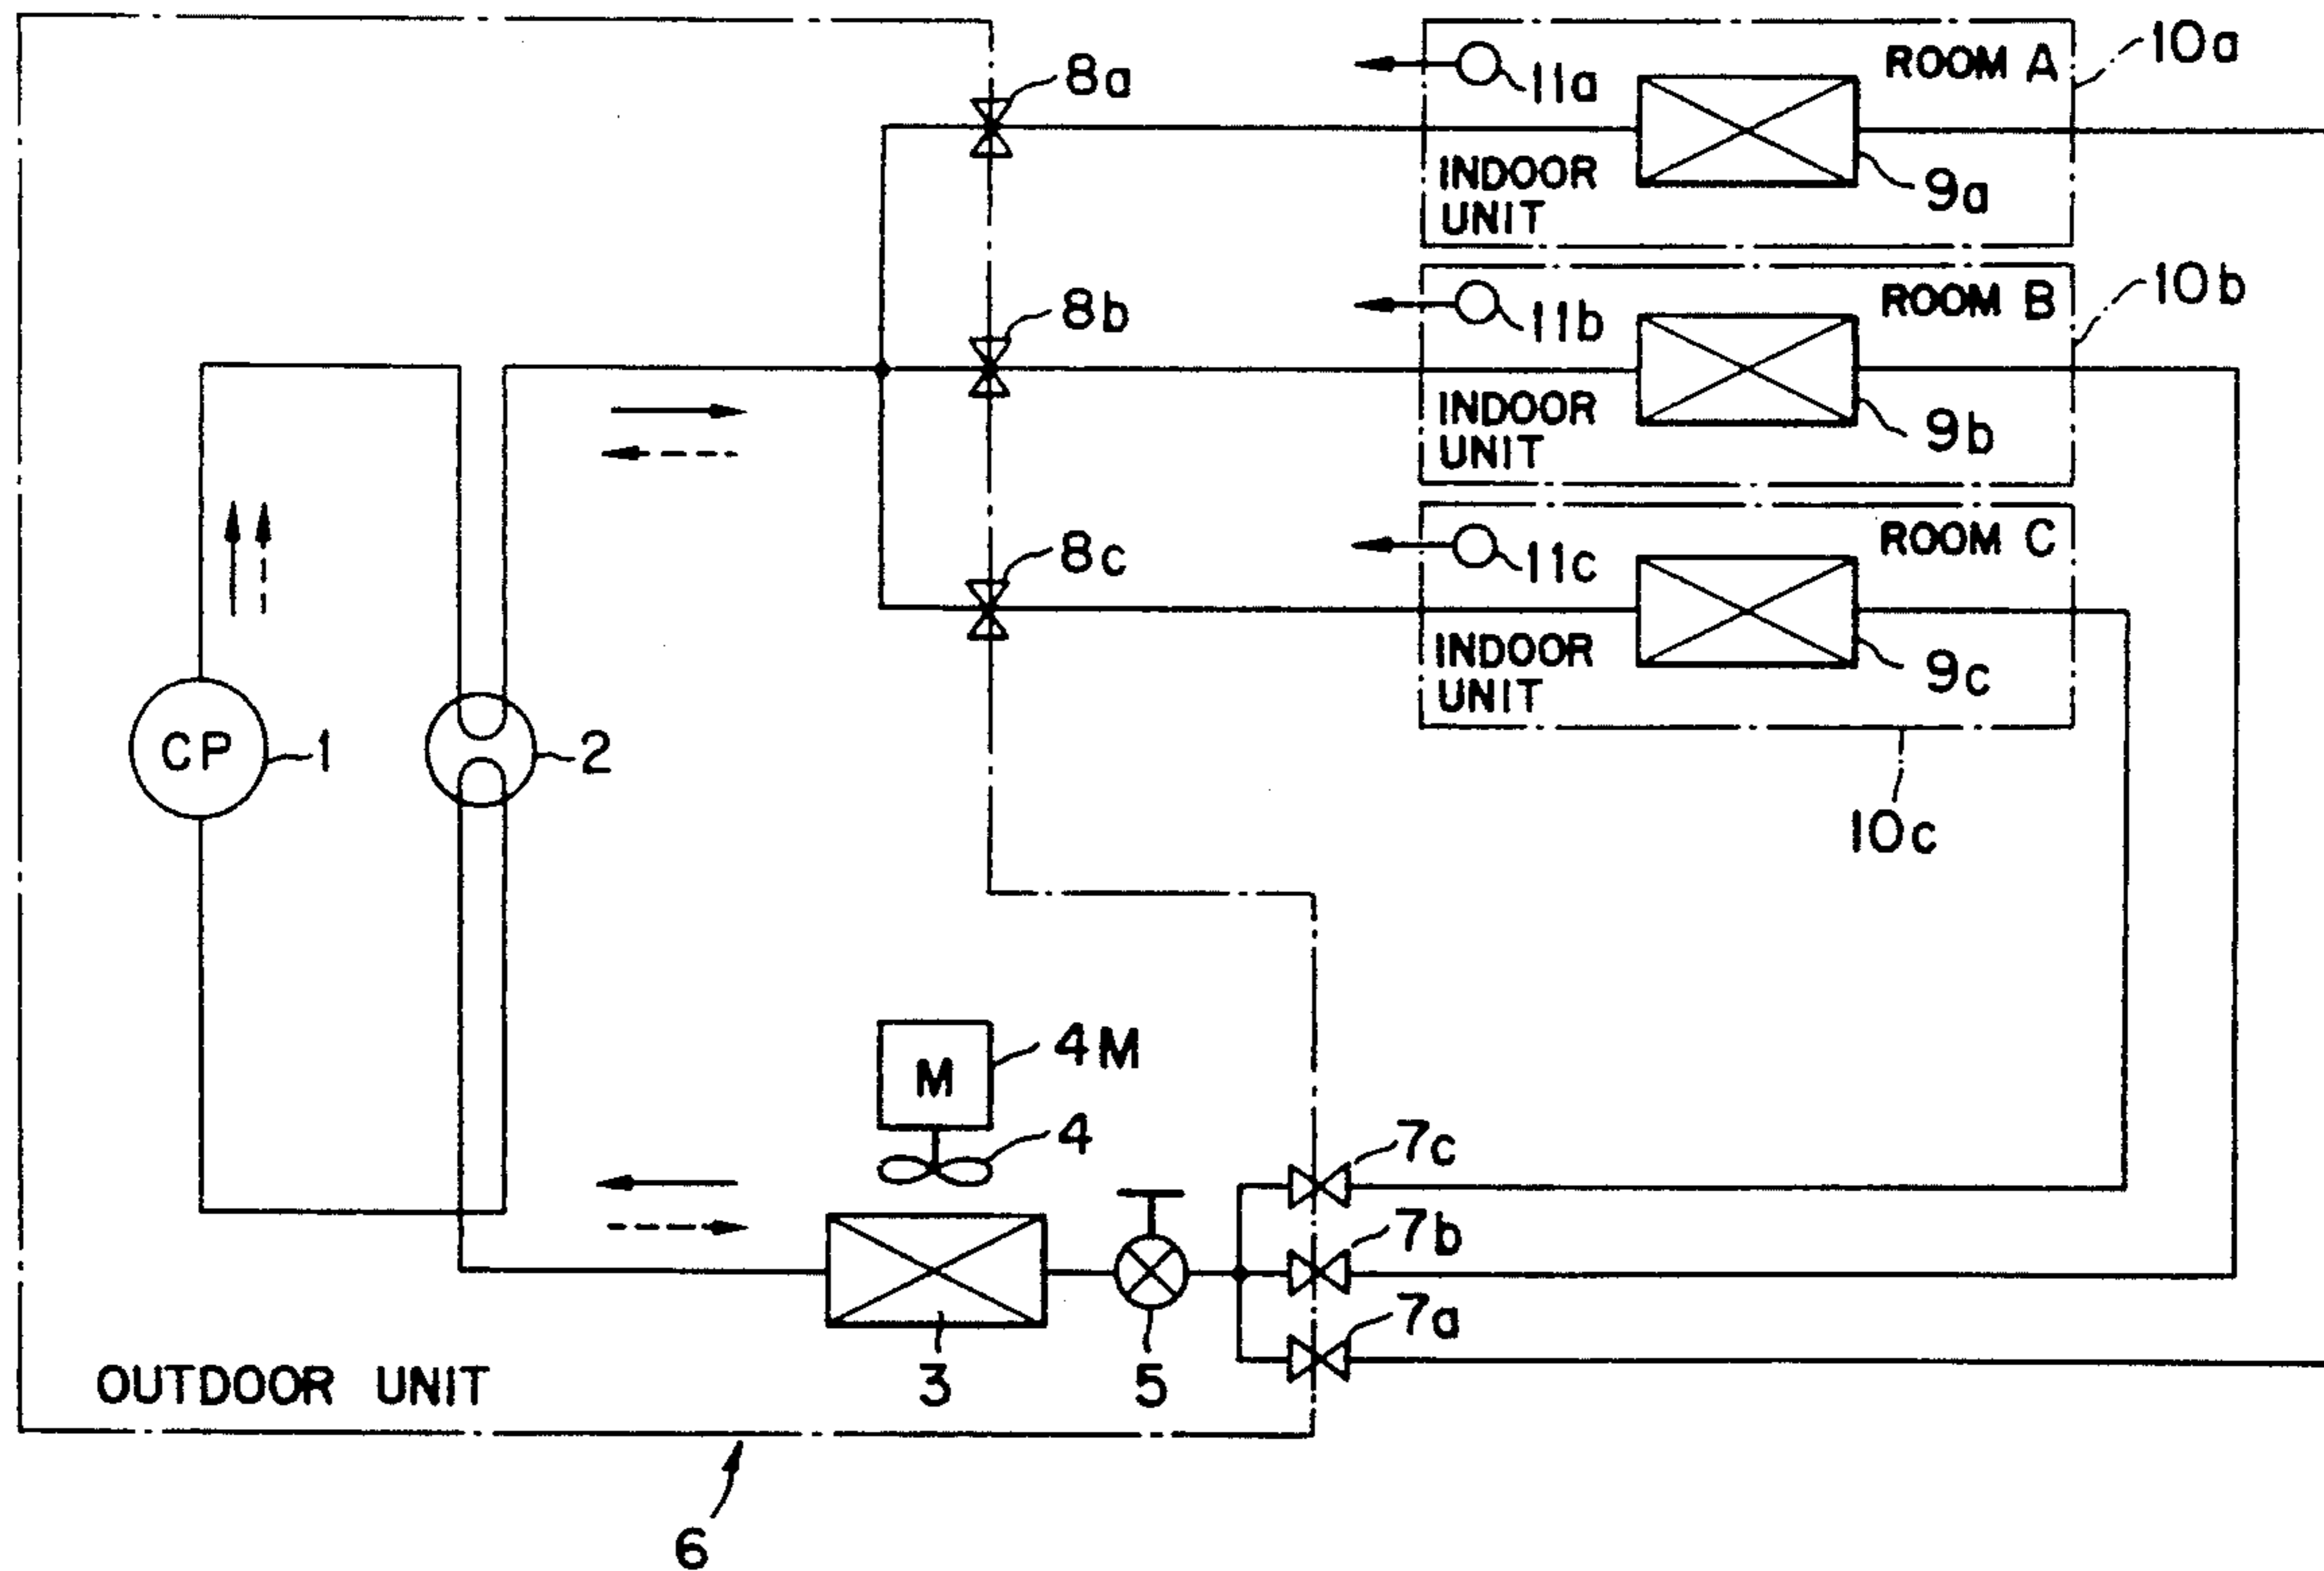 8a
11a
ROOM A
10a
INDOOR
UNIT
9a
8b
11b
ROOM B
10b
INDOOR
UNIT
9b
8c
11c
ROOM C
INDOOR
UNIT
9c
10c
CP
1
2
M
4M
4
7c
7b
7a
3
5
OUTDOOR UNIT
6